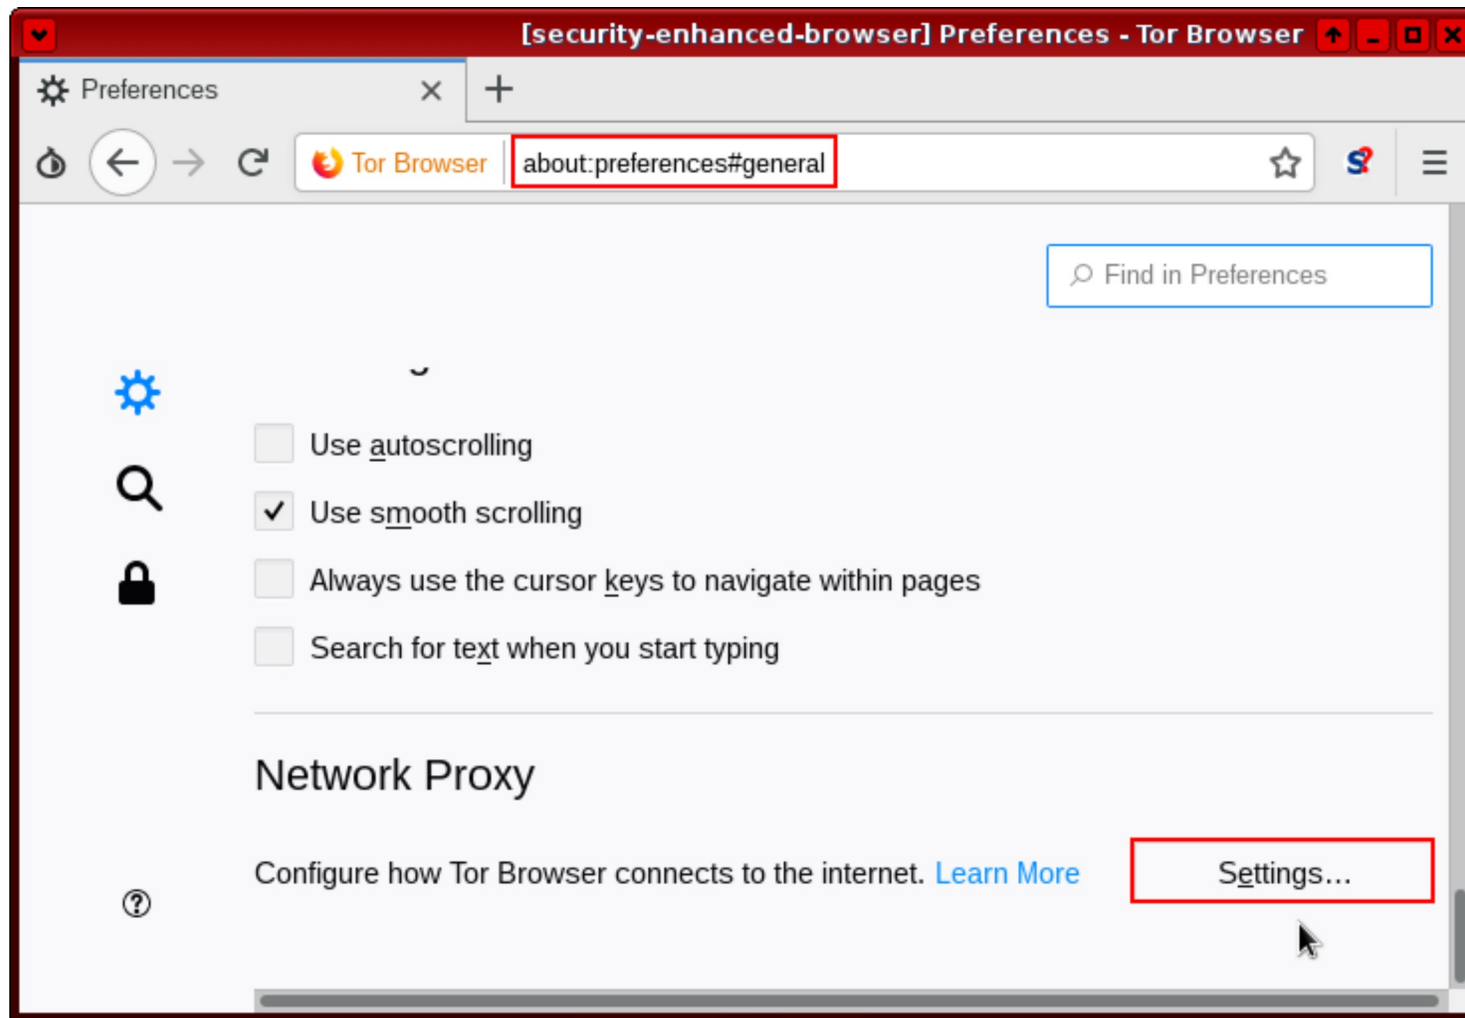 [security-enhanced-browser] Preferences - Tor Browser
Preferences
Tor Browser about:preferences#general
Find in Preferences
Use autoscrolling
Use smooth scrolling
Always use the cursor keys to navigate within pages
Search for text when you start typing
Network Proxy
Configure how Tor Browser connects to the internet. Learn More Settings...